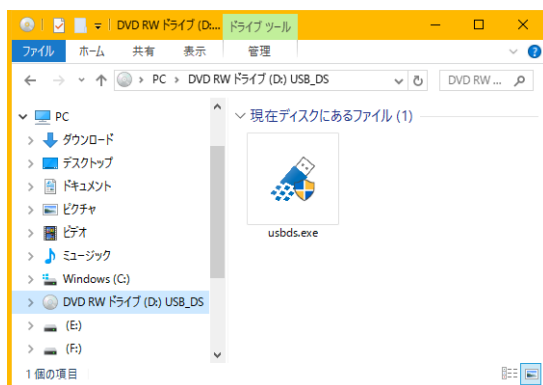 DVD RW ドライブ (D:... ドライブ ツール
ファイル ホーム 共有 表示 管理
PC DVD RW ドライブ (D:) USB_DS DVD RW ...
PC
ダウンロード
デスクトップ
ドキュメント
ピクチャ
ビデオ
ミュージック
Windows (C:)
DVD RW ドライブ (D:) USB_DS
(E:)
(F:)
現在ディスクにあるファイル (1)
usbds.exe
1 個の項目